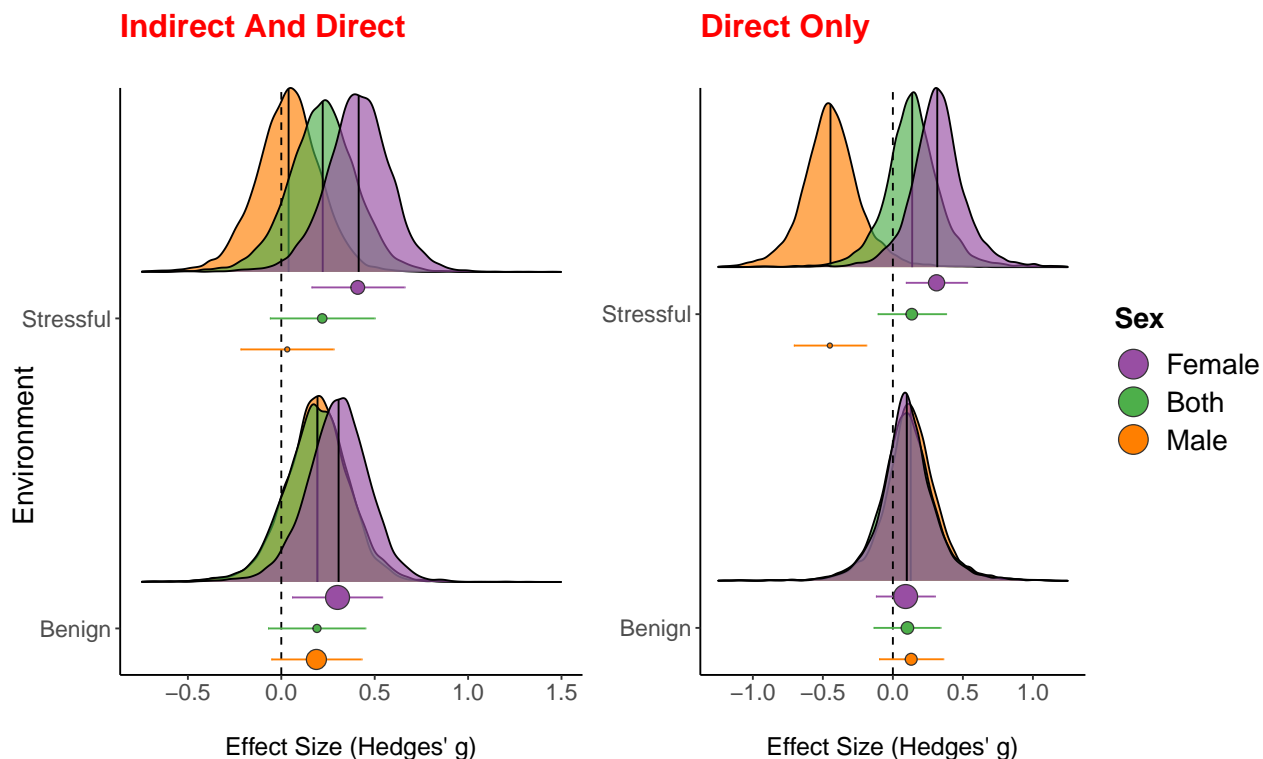 Indirect And Direct
Direct Only
Environment
Stressful
Benign
−0.5 0.0 0.5 1.0 1.5
Effect Size (Hedges' g)
Stressful
Benign
−1.0 −0.5 0.0 0.5 1.0
Effect Size (Hedges' g)
Sex
Female
Both
Male